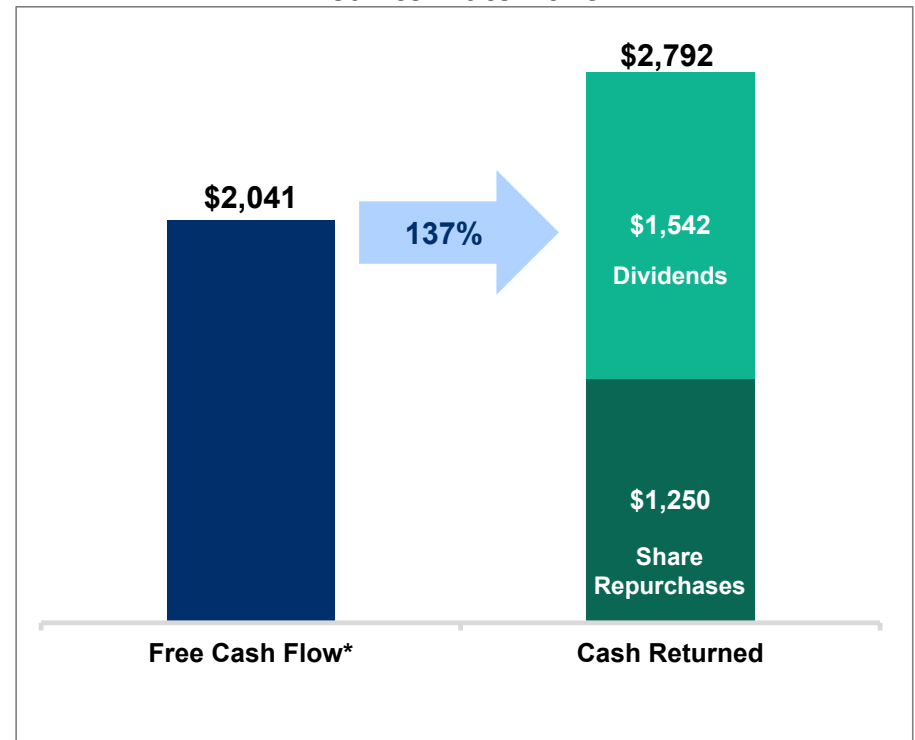 $2,792
$2,041
137%
$1,542
Dividends
$1,250
Share
Repurchases
Free Cash Flow*
Cash Returned